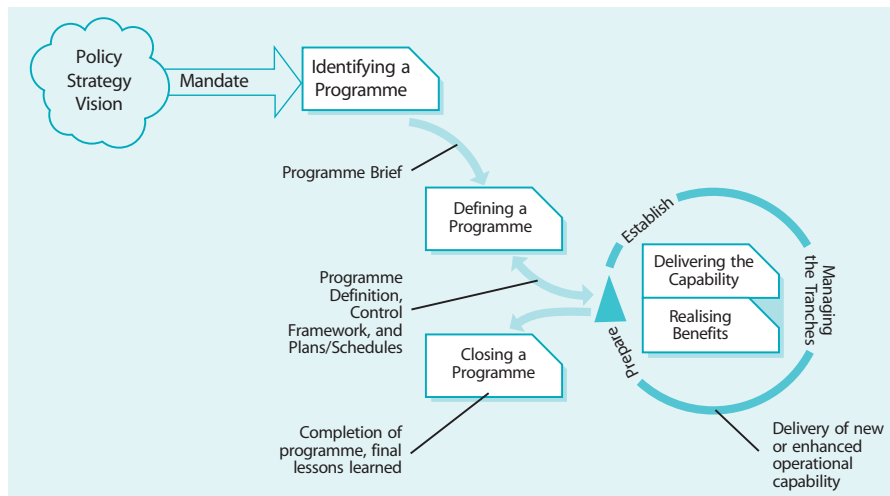 Policy
Strategy
Vision
Mandate
Identifying a
Programme
Programme Brief
Defining a
Programme
Programme
Definition,
Control
Framework, and
Plans/Schedules
Establish
Delivering the
Capability
Realising
Benefits
Managing
the Tranches
Prepare
Closing a
Programme
Completion of
programme, final
lessons learned
Delivery of new
or enhanced
operational
capability